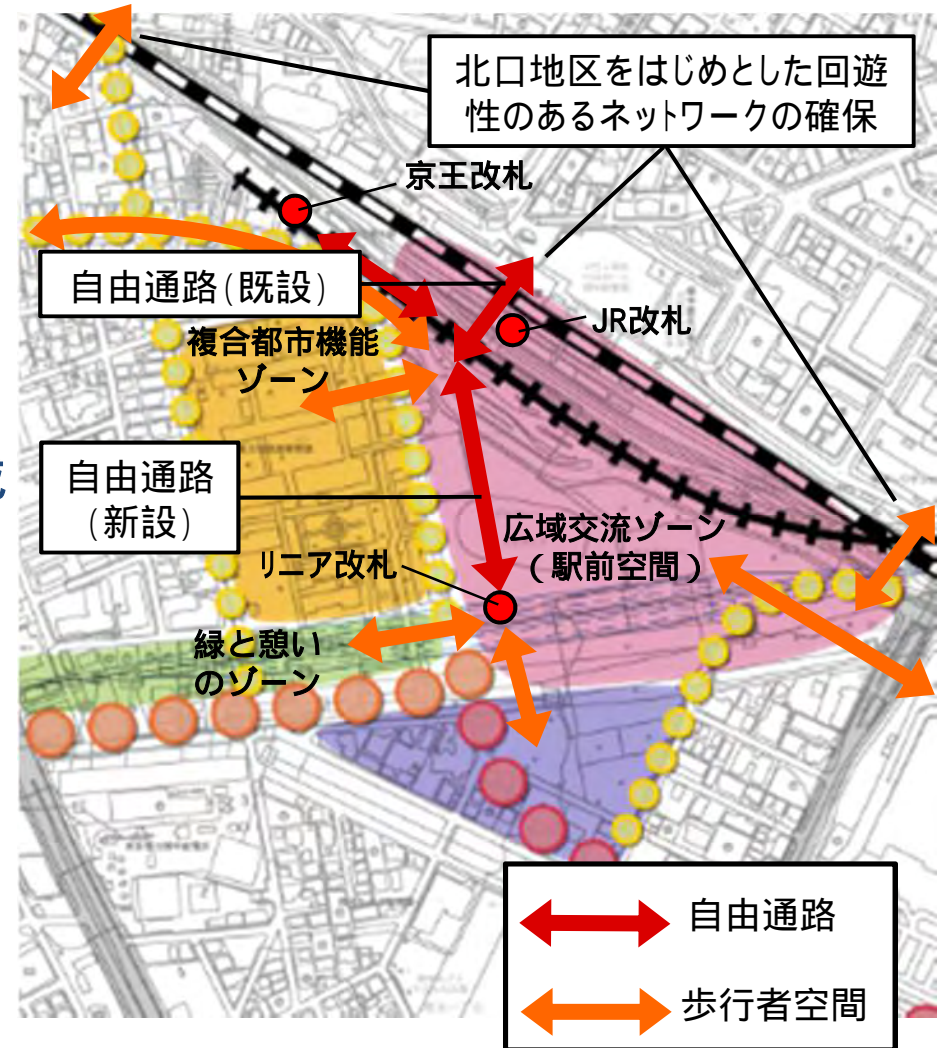 北口地区をはじめとした回遊
性のあるネットワークの確保
京王改札
自由通路(既設)
JR改札
複合都市機能
ゾーン
自由通路
(新設)
広域交流ゾーン
(駅前空間)
リニア改札
緑と憩い
のゾーン
自由通路
歩行者空間